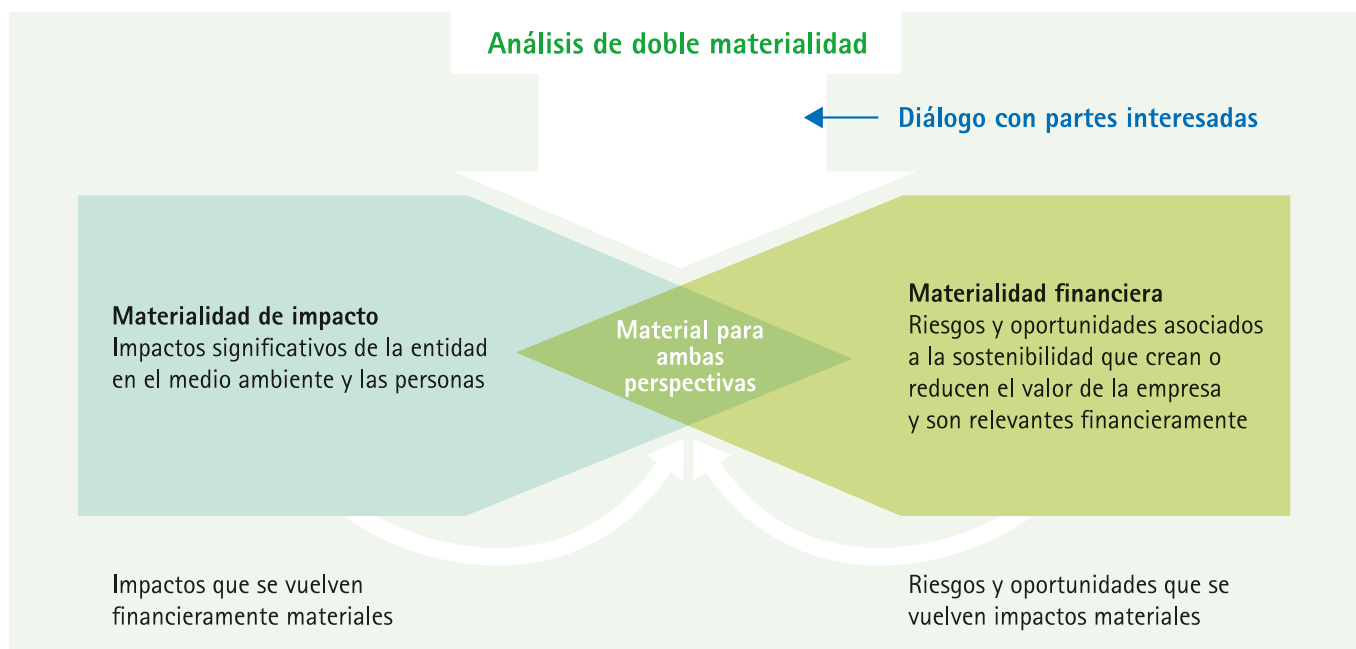 Análisis de doble materialidad
Diálogo con partes interesadas
Materialidad de impacto
Impactos significativos de la entidad
en el medio ambiente y las personas
Material para
ambas
perspectivas
Materialidad financiera
Riesgos y oportunidades asociados
a la sostenibilidad que crean o
reducen el valor de la empresa
y son relevantes financieramente
Impactos que se vuelven
financieramente materiales
Riesgos y oportunidades que se
vuelven impactos materiales